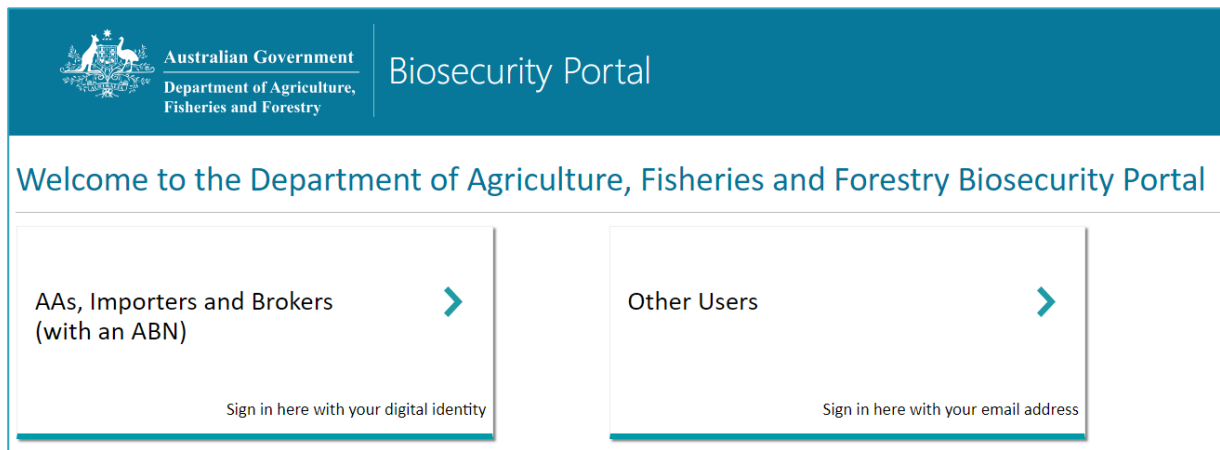 Australian Government
Department of Agriculture,
Fisheries and Forestry
Biosecurity Portal
Welcome to the Department of Agriculture, Fisheries and Forestry Biosecurity Portal
AAs, Importers and Brokers
(with an ABN)
Sign in here with your digital identity
Other Users
Sign in here with your email address